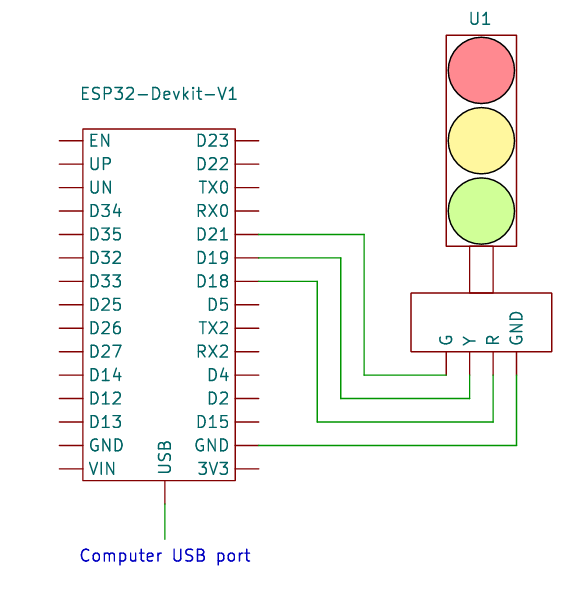 U1
ESP32-Devkit-V1
EN D23
UP D22
UN TX0
D34 RX0
D35 D21
D32 D19
D33 D18
D25 D5
D26 TX2
D27 RX2
D14 D4
D12 D2
D13 D15
GND GND
VIN USB 3V3
G Y R GND
Computer USB port